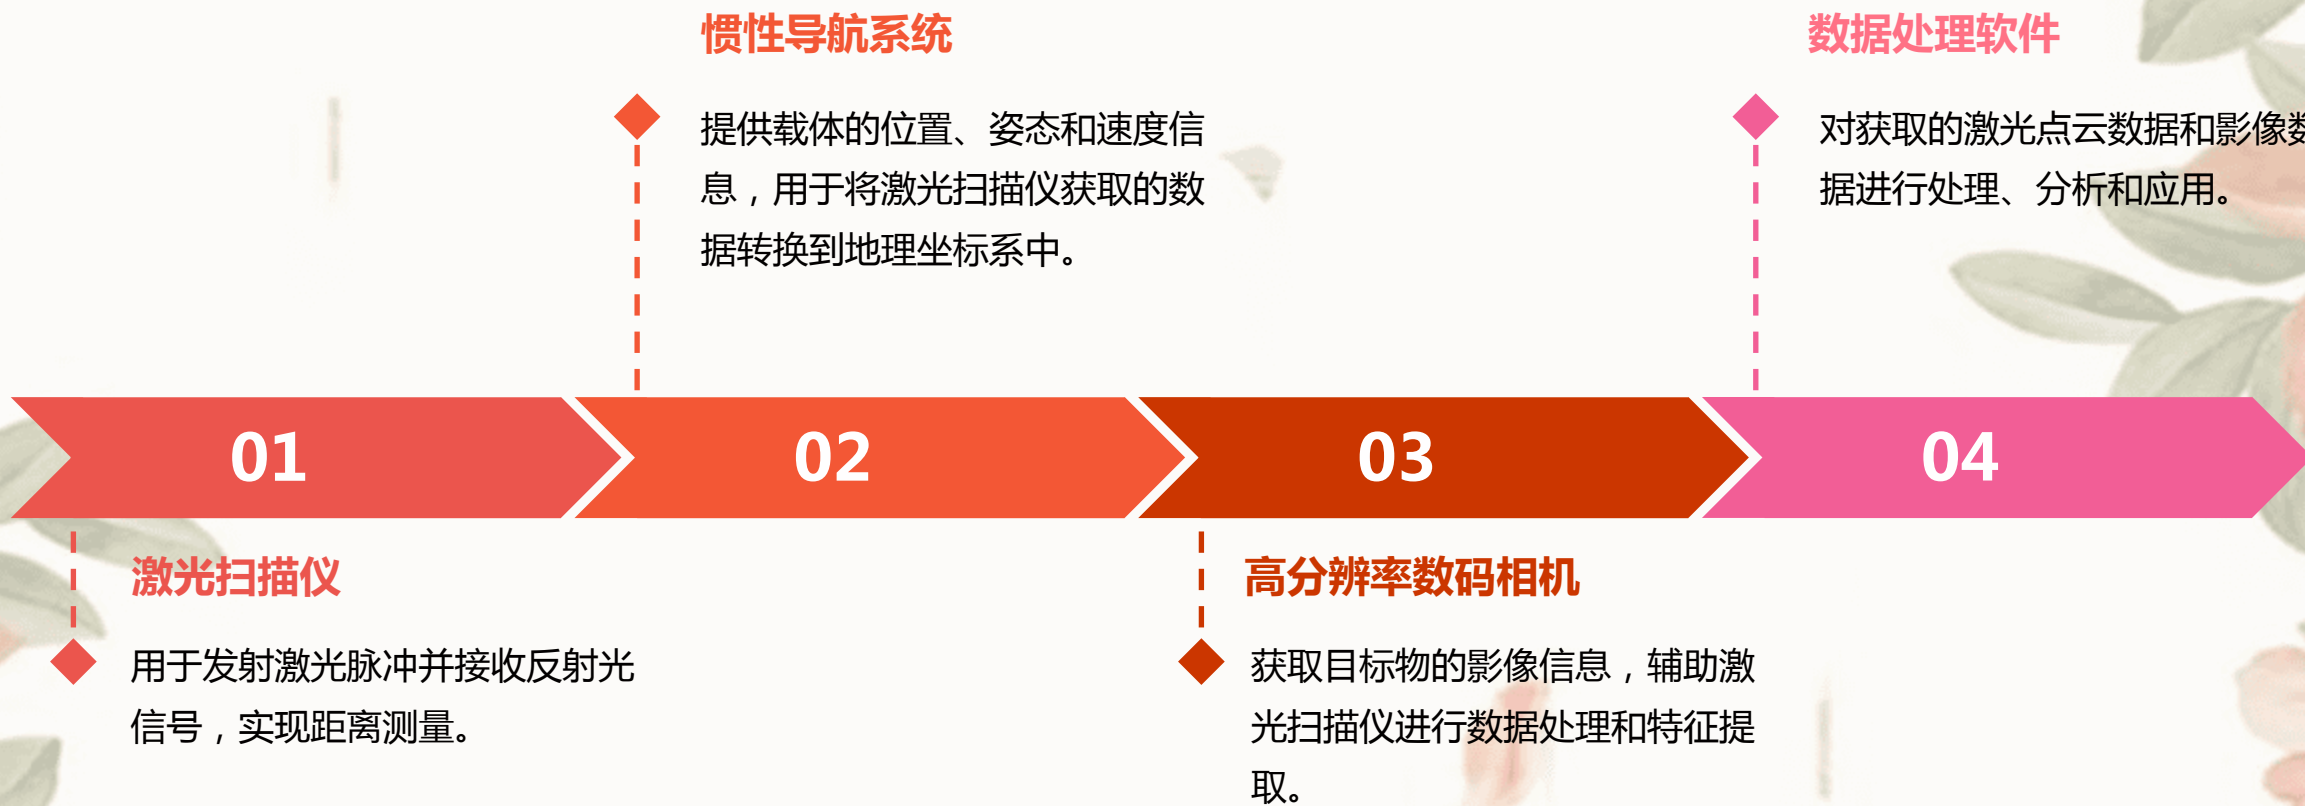 惯性导航系统
提供载体的位置、姿态和速度信
息，用于将激光扫描仪获取的数
据转换到地理坐标系中。
数据处理软件
对获取的激光点云数据和影像数
据进行处理、分析和应用。
01
02
03
04
激光扫描仪
用于发射激光脉冲并接收反射光
信号，实现距离测量。
高分辨率数码相机
获取目标物的影像信息，辅助激
光扫描仪进行数据处理和特征提
取。